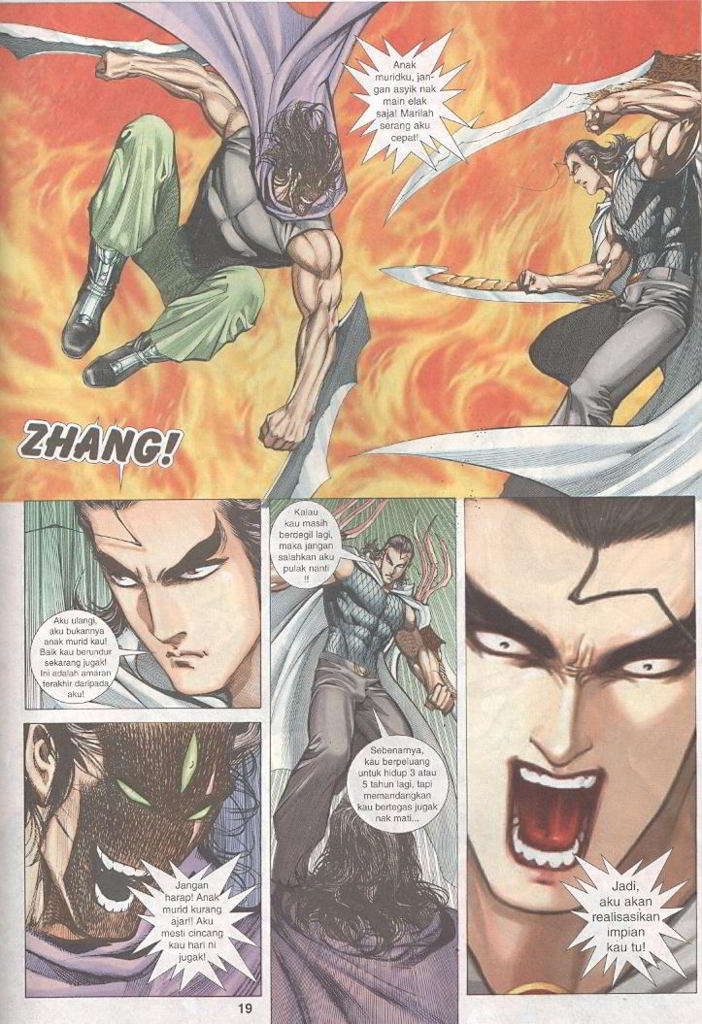 Anak
muridku, jan-
gan asyik nak
main elak
saja! Marilah
serang aku
cepat!
ZHANG!
Aku ulangi,
aku bukannya
anak murid kau!
Baik kau berundur
sekarang jugak!
Ini adalah amaran
terakhir daripada
aku!
Kalau
kau masih
berdegil lagi,
maka jangan
salahkan aku
pulak nanti
!!
Sebenarnya,
kau berpeluang
untuk hidup 3 atau
5 tahun lagi, tapi
memandangkan
kau bertegas jugak
nak mati...
Jangan
harap! Anak
murid kurang
ajar!! Aku
mesti cincang
kau hari ni
jugak!
Jadi,
aku akan
realisasikan
impian
kau tu!
19